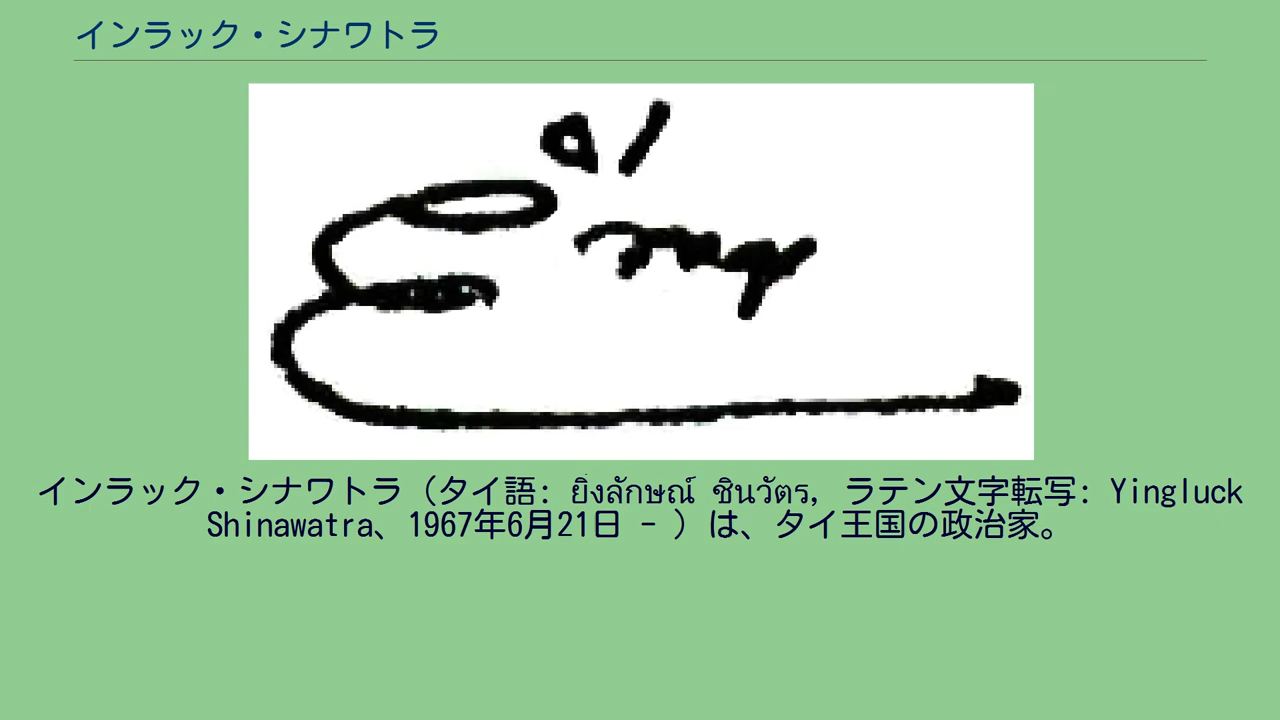 インラック・シナワトラ
インラック・シナワトラ（タイ語: ยิ่งลักษณ์ ชินวัตร, ラテン文字転写: Yingluck
Shinawatra、1967年6月21日 - ）は、タイ王国の政治家。